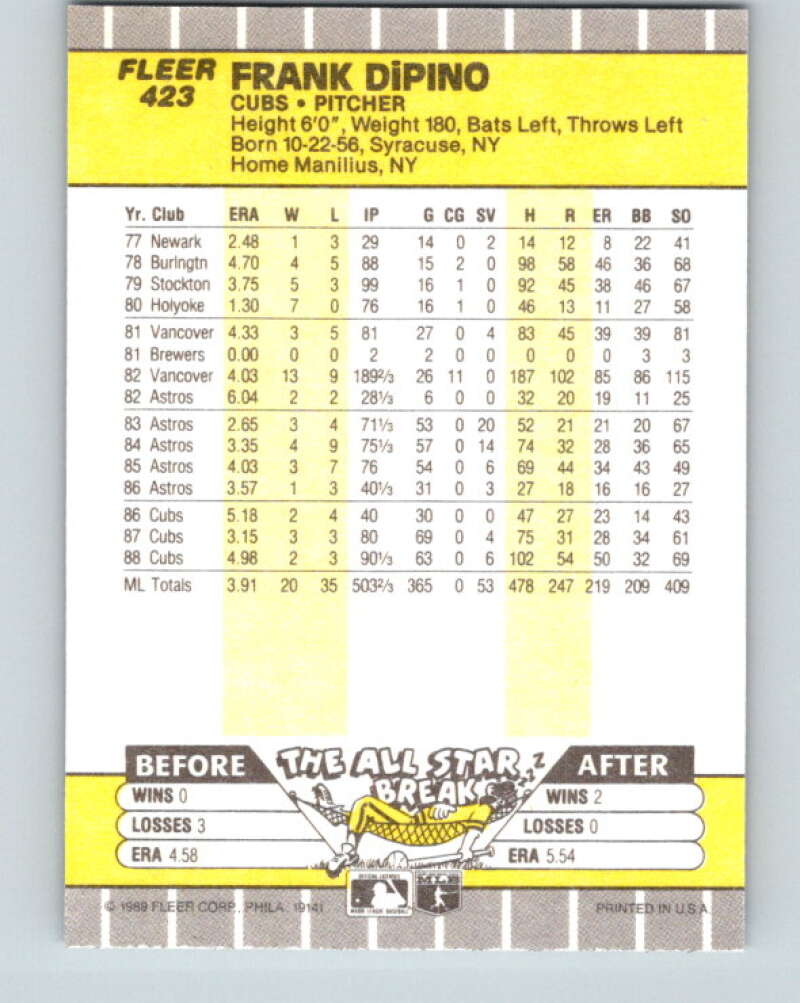 FLEER
423
FRANK DiPINO
CUBS • PITCHER
Height 6'0", Weight 180, Bats Left, Throws Left
Born 10-22-56, Syracuse, NY
Home Manilius, NY
Yr. Club ERA W L IP G CG SV H R ER BB SO
77 Newark 2.48 1 3 29 14 0 2 14 12 8 22 41
78 Burlngtn 4.70 4 5 88 15 2 0 98 58 46 36 68
79 Stockton 3.75 5 3 99 16 1 0 92 45 38 46 67
80 Holyoke 1.30 7 0 76 16 1 0 46 13 11 27 58
81 Vancover 4.33 3 5 81 27 0 4 83 45 39 39 81
81 Brewers 0.00 0 0 2 2 0 0 0 0 0 3 3
82 Vancover 4.03 13 9 189⅔ 26 11 0 187 102 85 86 115
82 Astros 6.04 2 2 28⅓ 6 0 0 32 20 19 11 25
83 Astros 2.65 3 4 71⅓ 53 0 20 52 21 21 20 67
84 Astros 3.35 4 9 75⅓ 57 0 14 74 32 28 36 65
85 Astros 4.03 3 7 76 54 0 6 69 44 34 43 49
86 Astros 3.57 1 3 40⅓ 31 0 3 27 18 16 16 27
86 Cubs 5.18 2 4 40 30 0 0 47 27 23 14 43
87 Cubs 3.15 3 3 80 69 0 4 75 31 28 34 61
88 Cubs 4.98 2 3 90⅓ 63 0 6 102 54 50 32 69
ML Totals 3.91 20 35 503⅔ 365 0 53 478 247 219 209 409
BEFORE THE ALL STAR BREAK AFTER
ZZZ
WINS 0 WINS 2
LOSSES 3 LOSSES 0
ERA 4.58 ERA 5.54
© 1989 FLEER CORP., PHILA. 19141 PRINTED IN U.S.A.